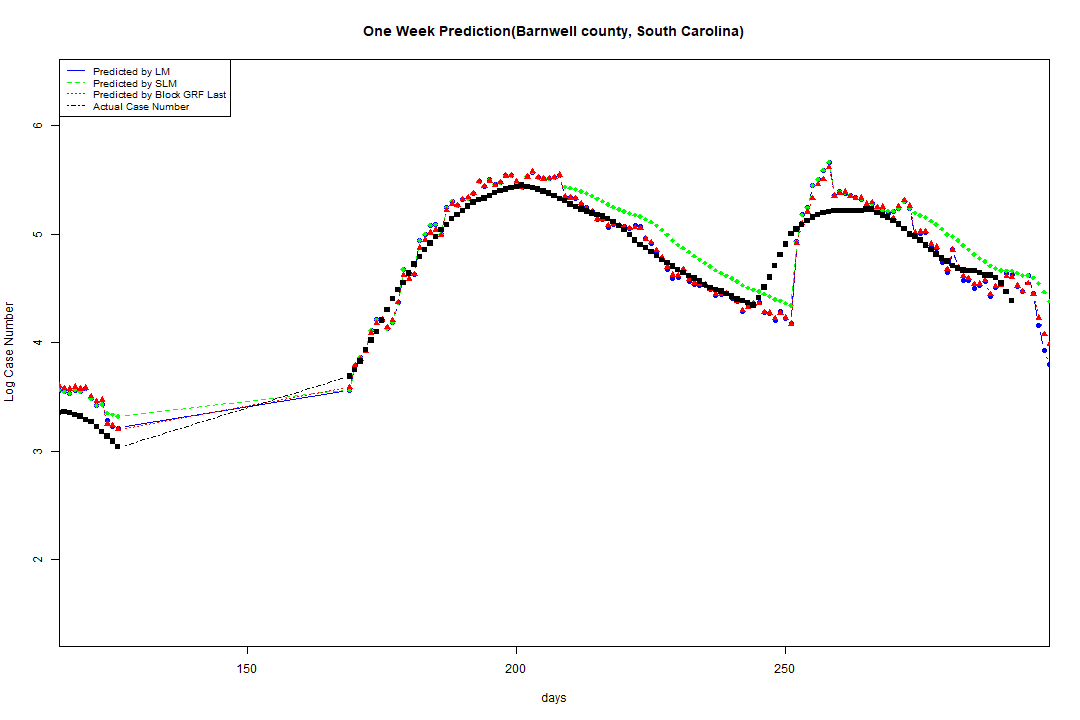 One Week Prediction(Barnwell county, South Carolina)
Predicted by LM
Predicted by SLM
Predicted by Block GRF Last
Actual Case Number
6
5
4
3
2
Log Case Number
150
200
250
days